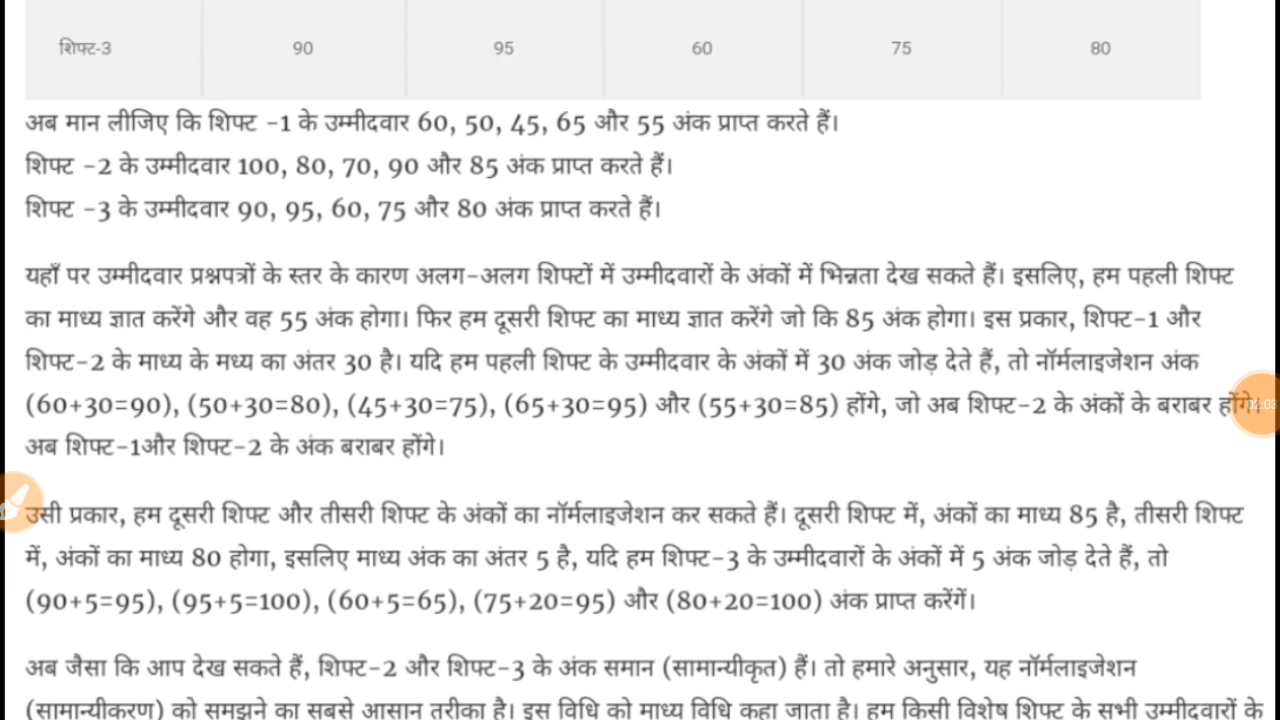 शिफ्ट-3 90 95 60 75 80
अब मान लीजिए कि शिफ्ट -1 के उम्मीदवार 60, 50, 45, 65 और 55 अंक प्राप्त करते हैं।
शिफ्ट -2 के उम्मीदवार 100, 80, 70, 90 और 85 अंक प्राप्त करते हैं।
शिफ्ट -3 के उम्मीदवार 90, 95, 60, 75 और 80 अंक प्राप्त करते हैं।
यहाँ पर उम्मीदवार प्रश्नपत्रों के स्तर के कारण अलग-अलग शिफ्टों में उम्मीदवारों के अंकों में भिन्नता देख सकते हैं। इसलिए, हम पहली शिफ्ट
का माध्य ज्ञात करेंगे और वह 55 अंक होगा। फिर हम दूसरी शिफ्ट का माध्य ज्ञात करेंगे जो कि 85 अंक होगा। इस प्रकार, शिफ्ट-1 और
शिफ्ट-2 के माध्य के मध्य का अंतर 30 है। यदि हम पहली शिफ्ट के उम्मीदवार के अंकों में 30 अंक जोड़ देते हैं, तो नॉर्मलाइजेशन अंक
(60+30=90), (50+30=80), (45+30=75), (65+30=95) और (55+30=85) होंगे, जो अब शिफ्ट-2 के अंकों के बराबर होंगे।
02:03
अब शिफ्ट-1और शिफ्ट-2 के अंक बराबर होंगे।
उसी प्रकार, हम दूसरी शिफ्ट और तीसरी शिफ्ट के अंकों का नॉर्मलाइजेशन कर सकते हैं। दूसरी शिफ्ट में, अंकों का माध्य 85 है, तीसरी शिफ्ट
में, अंकों का माध्य 80 होगा, इसलिए माध्य अंक का अंतर 5 है, यदि हम शिफ्ट-3 के उम्मीदवारों के अंकों में 5 अंक जोड़ देते हैं, तो
(90+5=95), (95+5=100), (60+5=65), (75+20=95) और (80+20=100) अंक प्राप्त करेंगें।
अब जैसा कि आप देख सकते हैं, शिफ्ट-2 और शिफ्ट-3 के अंक समान (सामान्यीकृत) हैं। तो हमारे अनुसार, यह नॉर्मलाइजेशन
(सामान्यीकरण) को समझने का सबसे आसान तरीका है। इस विधि को माध्य विधि कहा जाता है। हम किसी विशेष शिफ्ट के सभी उम्मीदवारों के